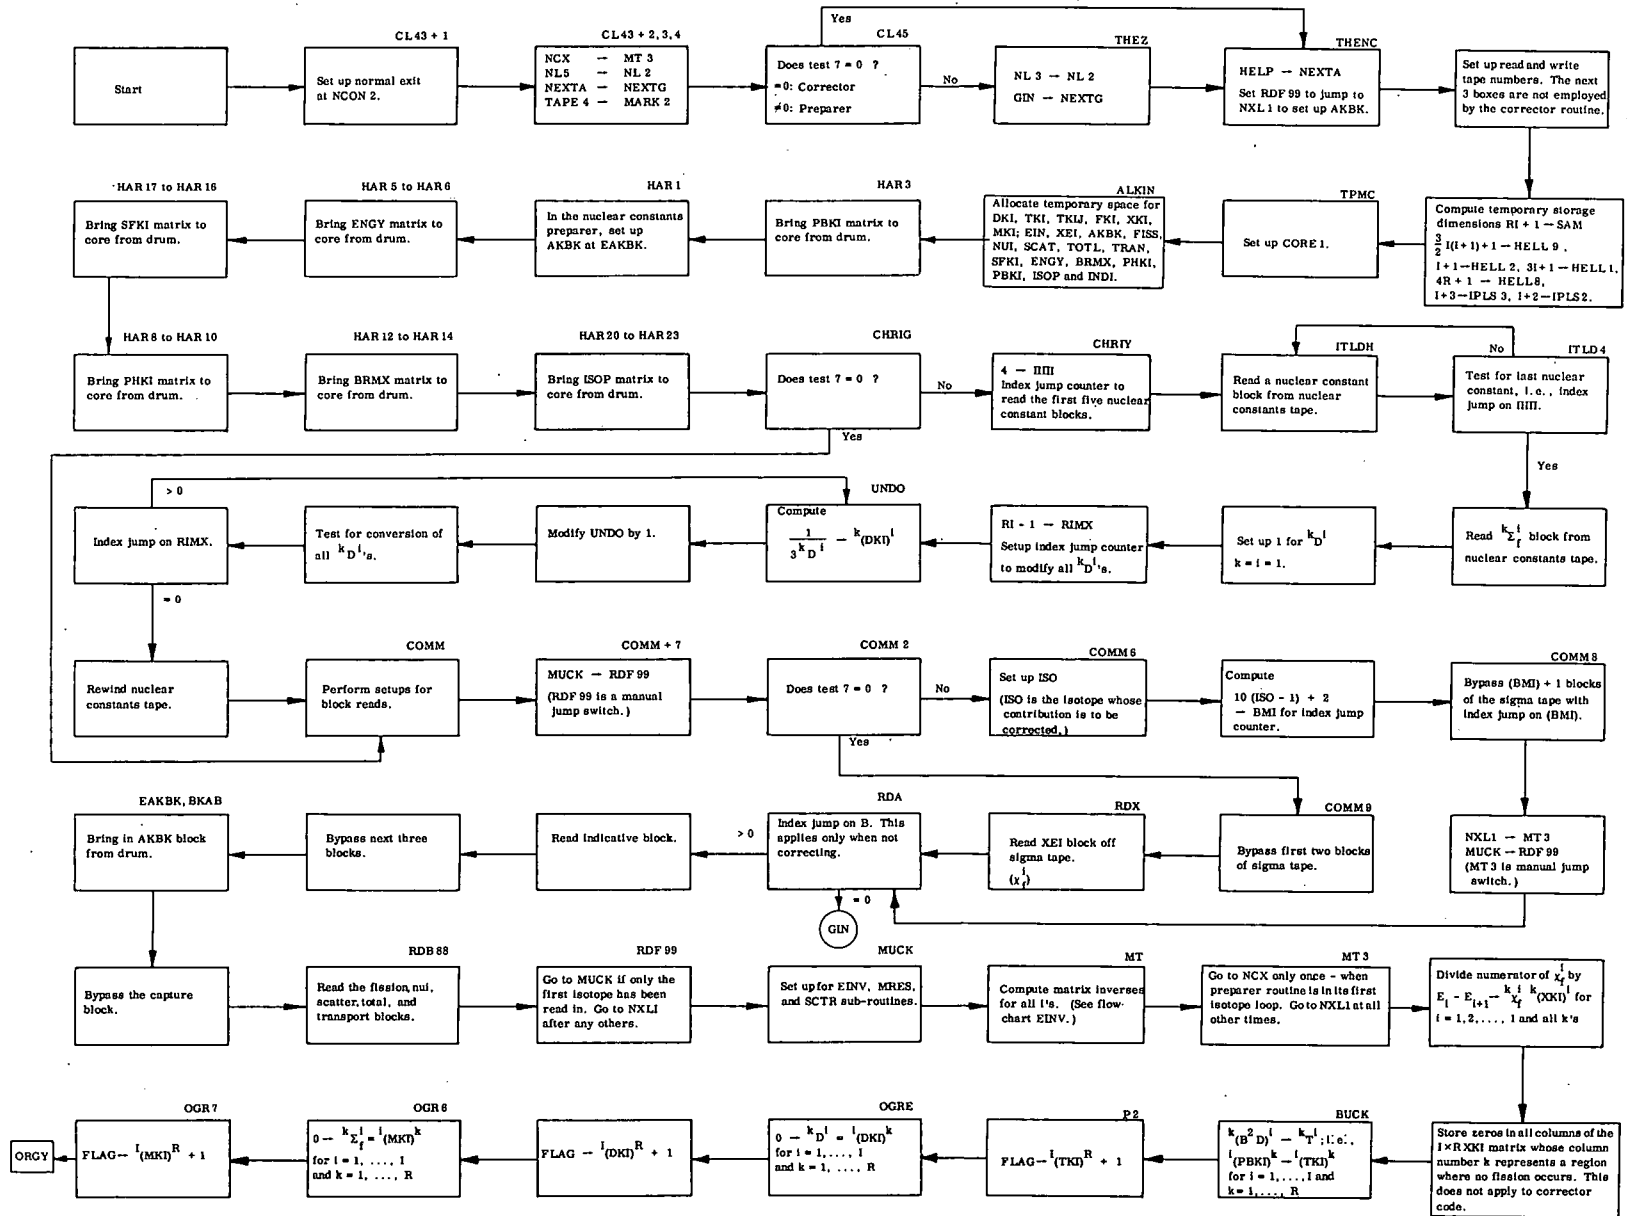 Yes
CL43 + 1
CL43 + 2, 3, 4
CL45
THEZ
THENC
Start
Set up normal exit
at NCON 2.
NCX → MT 3
NL5 → NL 2
NEXTA → NEXTG
TAPE 4 → MARK 2
Does test 7 = 0 ?
=0: Corrector
≠0: Preparer
No
NL 3 → NL 2
GIN → NEXTG
HELP → NEXTA
Set RDF 99 to jump to
NXL 1 to set up AKBK.
Set up read and write
tape numbers. The next
3 boxes are not employed
by the corrector routine.
HAR 17 to HAR 16
HAR 5 to HAR 6
HAR 1
HAR 3
ALKIN
TPMC
Bring SFKI matrix to
core from drum.
Bring ENGY matrix to
core from drum.
In the nuclear constants
preparer, set up
AKBK at EAKBK.
Bring PBKI matrix to
core from drum.
Allocate temporary space for
DKI, TKI, TKIJ, FKI, XKI,
MKI; EIN, XEI, AKBK, FISS,
NUI, SCAT, TOTL, TRAN,
SFKI, ENGY, BRMX, PHKI,
PBKI, ISOP and INDI.
Set up CORE 1.
Compute temporary storage
dimensions RI + 1 → SAM
3/2 I(I + 1) + 1 → HELL 9 ,
I + 1 → HELL 2, 3I + 1 → HELL 1,
4R + 1 → HELL 8,
I + 3 → IPLS 3, I + 2 → IPLS 2.
HAR 8 to HAR 10
HAR 12 to HAR 14
HAR 20 to HAR 23
CHRIG
CHRIY
ITLDH
ITLD 4
Bring PHKI matrix to
core from drum.
Bring BRMX matrix to
core from drum.
Bring ISOP matrix to
core from drum.
Does test 7 = 0 ?
No
Yes
4 → IIIII
Index jump counter to
read the first five nuclear
constant blocks.
Read a nuclear constant
block from nuclear
constants tape.
No
Test for last nuclear
constant, i.e., index
jump on IIIII.
Yes
> 0
UNDO
Index jump on RIMX.
Test for conversion of
all ᵏDⁱ's.
Modify UNDO by 1.
Compute
1 / 3 ᵏDⁱ → ᵏ(DKI)ⁱ
RI - 1 → RIMX
Setup index jump counter
to modify all ᵏDⁱ's.
Set up 1 for ᵏDⁱ
k = i = 1.
Read ᵏΣ_fⁱ block from
nuclear constants tape.
= 0
COMM
COMM + 7
COMM 2
COMM 6
COMM 8
Rewind nuclear
constants tape.
Perform setups for
block reads.
MUCK → RDF 99
(RDF 99 is a manual
jump switch.)
Does test 7 = 0 ?
No
Yes
Set up ISO
(ISO is the isotope whose
contribution is to be
corrected.)
Compute
10 (ISO - 1) + 2
→ BMI for index jump
counter.
Bypass (BMI) + 1 blocks
of the sigma tape with
index jump on (BMI).
EAKBK, BKAB
RDA
RDX
COMM 9
Bring in AKBK block
from drum.
Bypass next three
blocks.
Read indicative block.
> 0
Index jump on B. This
applies only when not
correcting.
= 0
GIN
Read XEI block off
sigma tape.
(χ_fⁱ)
Bypass first two blocks
of sigma tape.
NXL1 → MT 3
MUCK → RDF 99
(MT 3 is manual jump
switch.)
RDB 88
RDF 99
MUCK
MT
MT 3
Bypass the capture
block.
Read the fission, nui,
scatter, total, and
transport blocks.
Go to MUCK if only the
first isotope has been
read in. Go to NXL1
after any others.
Set up for EINV, MRES,
and SCTR sub-routines.
Compute matrix inverses
for all I's. (See flow-
chart EINV.)
Go to NCX only once - when
preparer routine is in its first
isotope loop. Go to NXL1 at all
other times.
Divide numerator of χ_fⁱ by
E_i - E_{i+1} → ᵏχ_fⁱ ᵏ(XKI)ⁱ for
i = 1, 2, . . . , I and all k's
OGR 7
OGR 6
OGRE
P2
BUCK
ORGY
FLAG → ᴵ(MKI)ᴿ + 1
0 → ᵏΣ_fⁱ = ⁱ(MKI)ᵏ
for i = 1, . . . , I
and k = 1, . . . , R
FLAG → ᴵ(DKI)ᴿ + 1
0 → ᵏDⁱ = ⁱ(DKI)ᵏ
for i = 1, . . . , I
and k = 1, . . . , R
FLAG → ᴵ(TKI)ᴿ + 1
ᵏ(B²D)ⁱ → ᵏTⁱ; i.e.,
ⁱ(PBKI)ᵏ → ⁱ(TKI)ᵏ
for i = 1, . . . , I and
k = 1, . . . , R
Store zeros in all columns of the
I×R XKI matrix whose column
number k represents a region
where no fission occurs. This
does not apply to corrector
code.